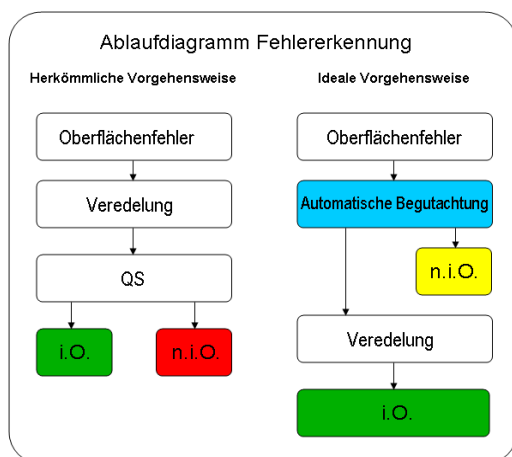 Ablaufdiagramm Fehlererkennung
Herkömmliche Vorgehensweise
Oberflächenfehler
Veredelung
QS
i.O.
n.i.O.
Ideale Vorgehensweise
Oberflächenfehler
Automatische Begutachtung
n.i.O.
Veredelung
i.O.